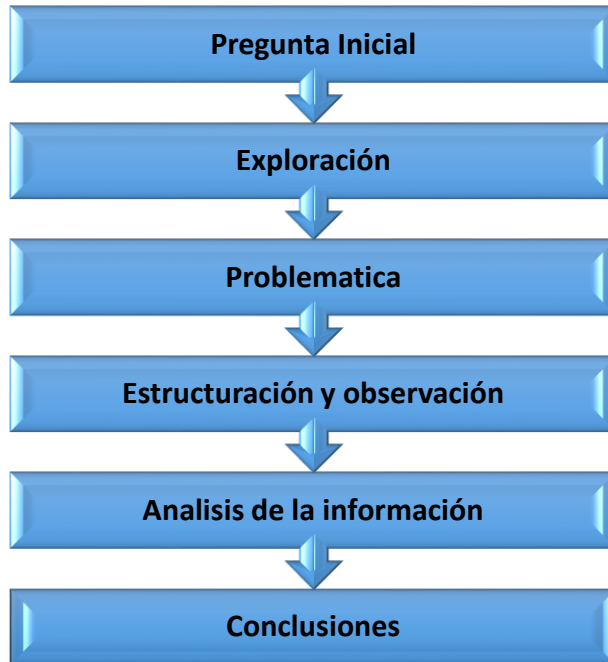 Pregunta Inicial
Exploración
Problematica
Estructuración y observación
Analisis de la información
Conclusiones